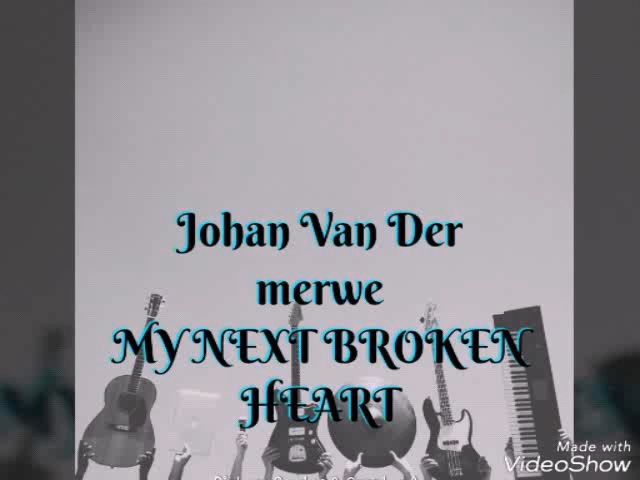 Johan Van Der
merwe
MY NEXT BROKEN
HEART
Made with
VideoShow